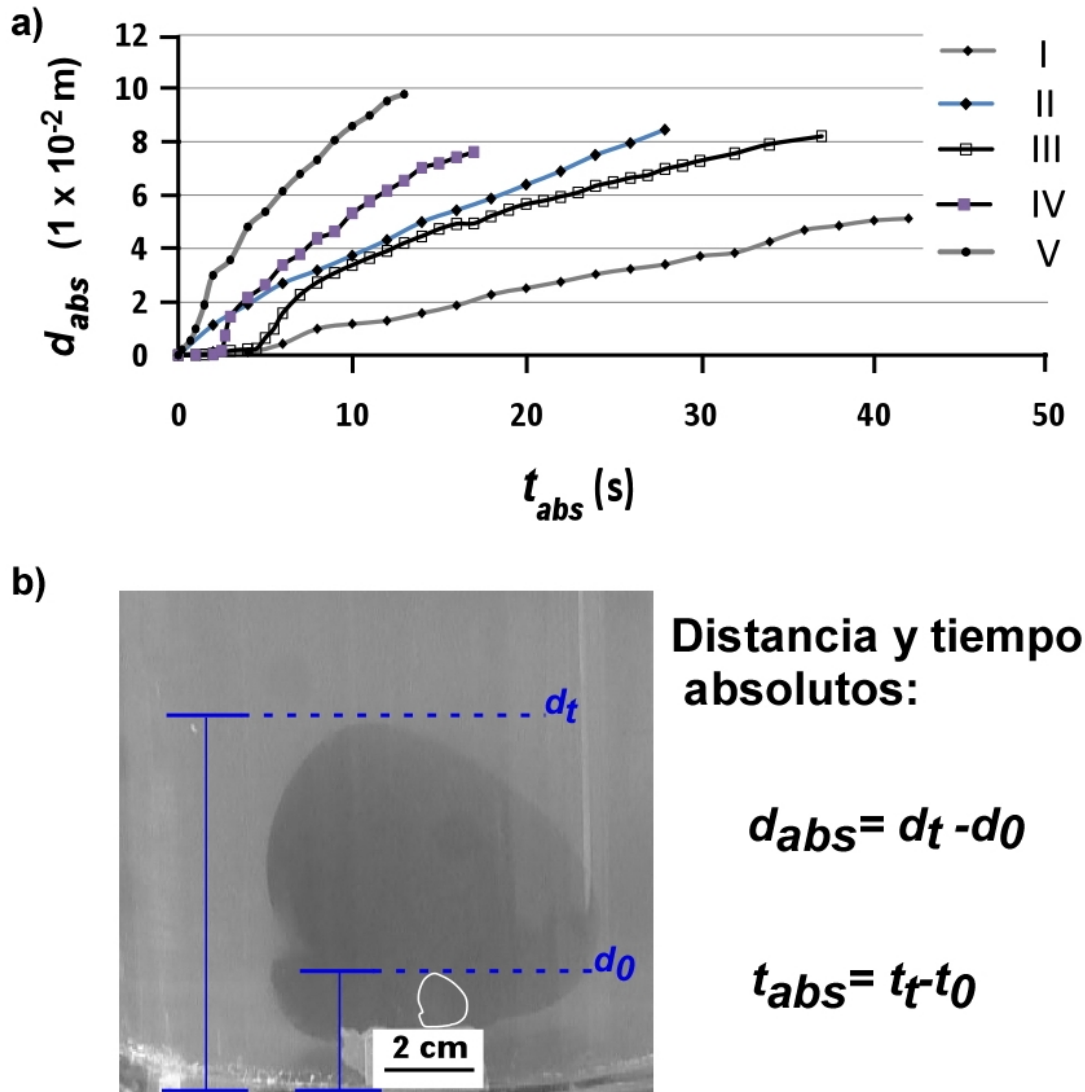 a)
12
10
8
6
4
2
0
d_abs (1 x 10⁻² m)
0 10 20 30 40 50
t_abs (s)
I
II
III
IV
V
b)
d_t
d_0
2 cm
Distancia y tiempo
absolutos:
d_abs= d_t -d_0
t_abs= t_t-t_0